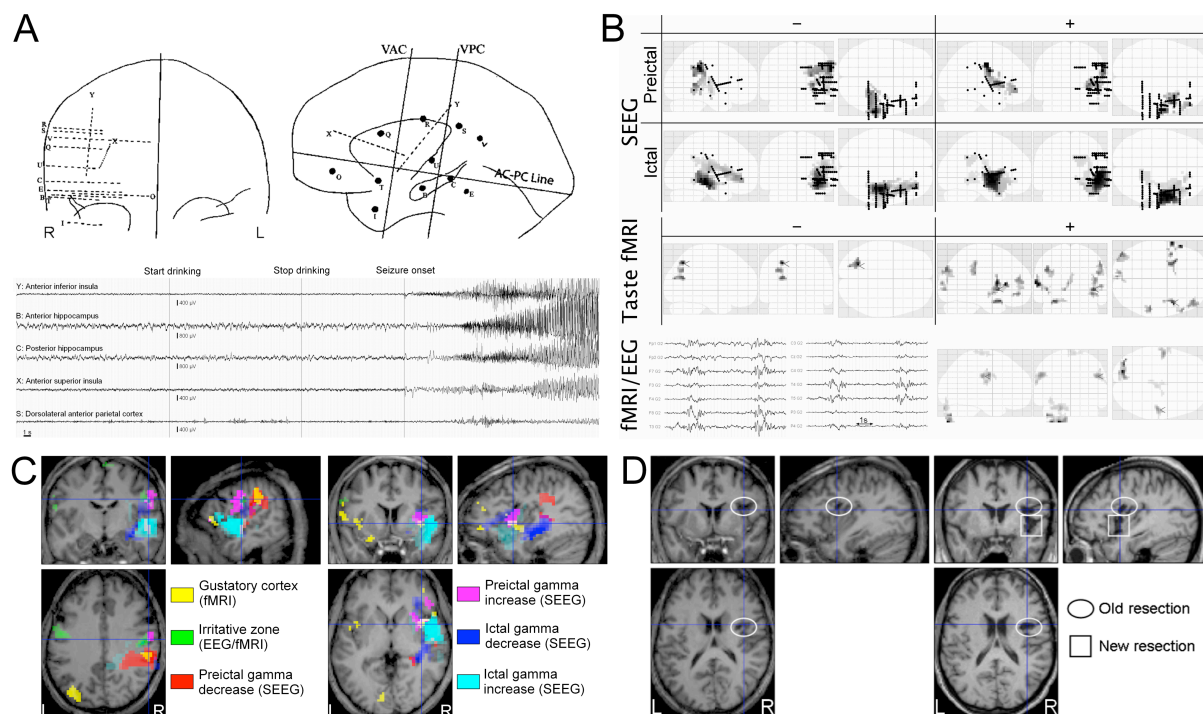 A
VAC
VPC
Y
R
S
V
Q
X
U
C
E
B
O
I
R
L
Y
X
R
S
Q
U
AC-PC Line
O
T
C
B
E
I
Start drinking
Stop drinking
Seizure onset
Y: Anterior inferior insula
400 µV
B: Anterior hippocampus
800 µV
C: Posterior hippocampus
800 µV
X: Anterior superior insula
400 µV
S: Dorsolateral anterior parietal cortex
400 µV
1 s
B
−
+
SEEG
Preictal
Ictal
−
+
Taste fMRI
fMRI/EEG
1s
C
Gustatory cortex
(fMRI)
Irritative zone
(EEG/fMRI)
Preictal gamma
decrease (SEEG)
L
R
Preictal gamma
increase (SEEG)
Ictal gamma
decrease (SEEG)
Ictal gamma
increase (SEEG)
L
R
D
Old resection
New resection
L
R
L
R